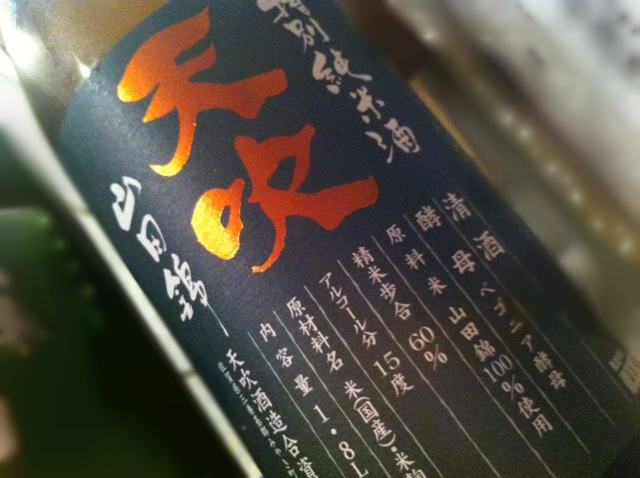 特別純米酒
天吹
山田錦
清酒
酵母 ベゴニア酵母
原料米 山田錦100%使用
精米歩合 60%
アルコール分 15度
原材料名 米(国産)・米
内容量 1.8L
天吹酒造合資